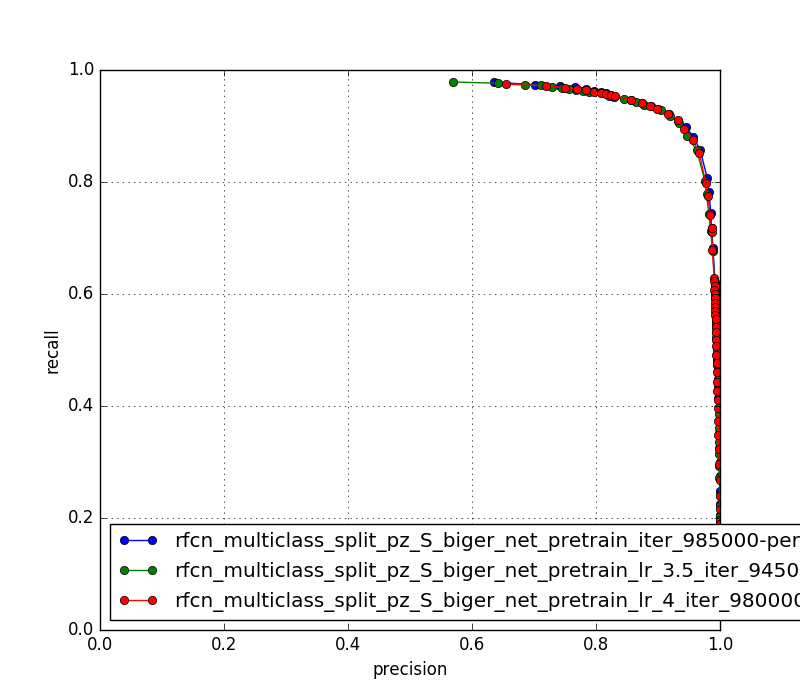 1.0
0.8
0.6
0.4
0.2
0.0
recall
rfcn_multiclass_split_pz_S_biger_net_pretrain_iter_985000-per
rfcn_multiclass_split_pz_S_biger_net_pretrain_lr_3.5_iter_9450
rfcn_multiclass_split_pz_S_biger_net_pretrain_lr_4_iter_980000
0.0 0.2 0.4 0.6 0.8 1.0
precision